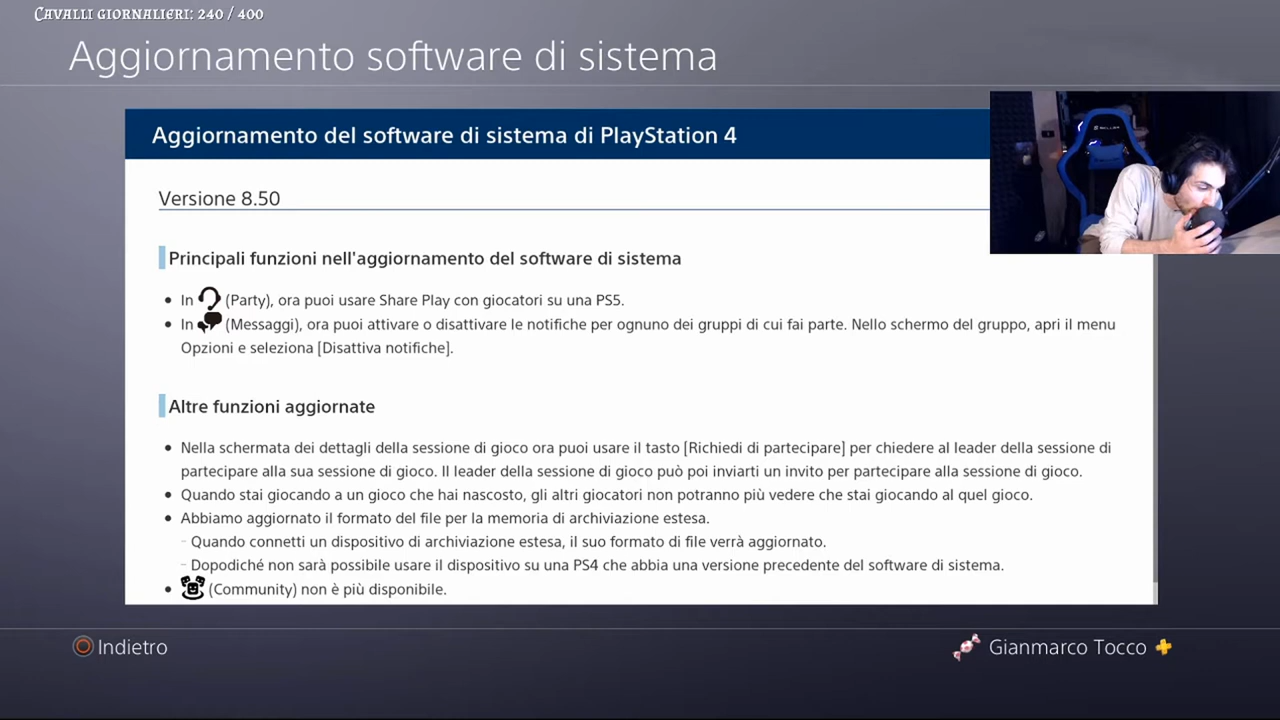 Cavalli giornalieri: 240 / 400
Aggiornamento software di sistema
Aggiornamento del software di sistema di PlayStation 4
Versione 8.50
Principali funzioni nell'aggiornamento del software di sistema
• In (Party), ora puoi usare Share Play con giocatori su una PS5.
• In (Messaggi), ora puoi attivare o disattivare le notifiche per ognuno dei gruppi di cui fai parte. Nello schermo del gruppo, apri il menu
Opzioni e seleziona [Disattiva notifiche].
Altre funzioni aggiornate
• Nella schermata dei dettagli della sessione di gioco ora puoi usare il tasto [Richiedi di partecipare] per chiedere al leader della sessione di
partecipare alla sua sessione di gioco. Il leader della sessione di gioco può poi inviarti un invito per partecipare alla sessione di gioco.
• Quando stai giocando a un gioco che hai nascosto, gli altri giocatori non potranno più vedere che stai giocando al quel gioco.
• Abbiamo aggiornato il formato del file per la memoria di archiviazione estesa.
- Quando connetti un dispositivo di archiviazione estesa, il suo formato di file verrà aggiornato.
- Dopodiché non sarà possibile usare il dispositivo su una PS4 che abbia una versione precedente del software di sistema.
• (Community) non è più disponibile.
Indietro
Gianmarco Tocco